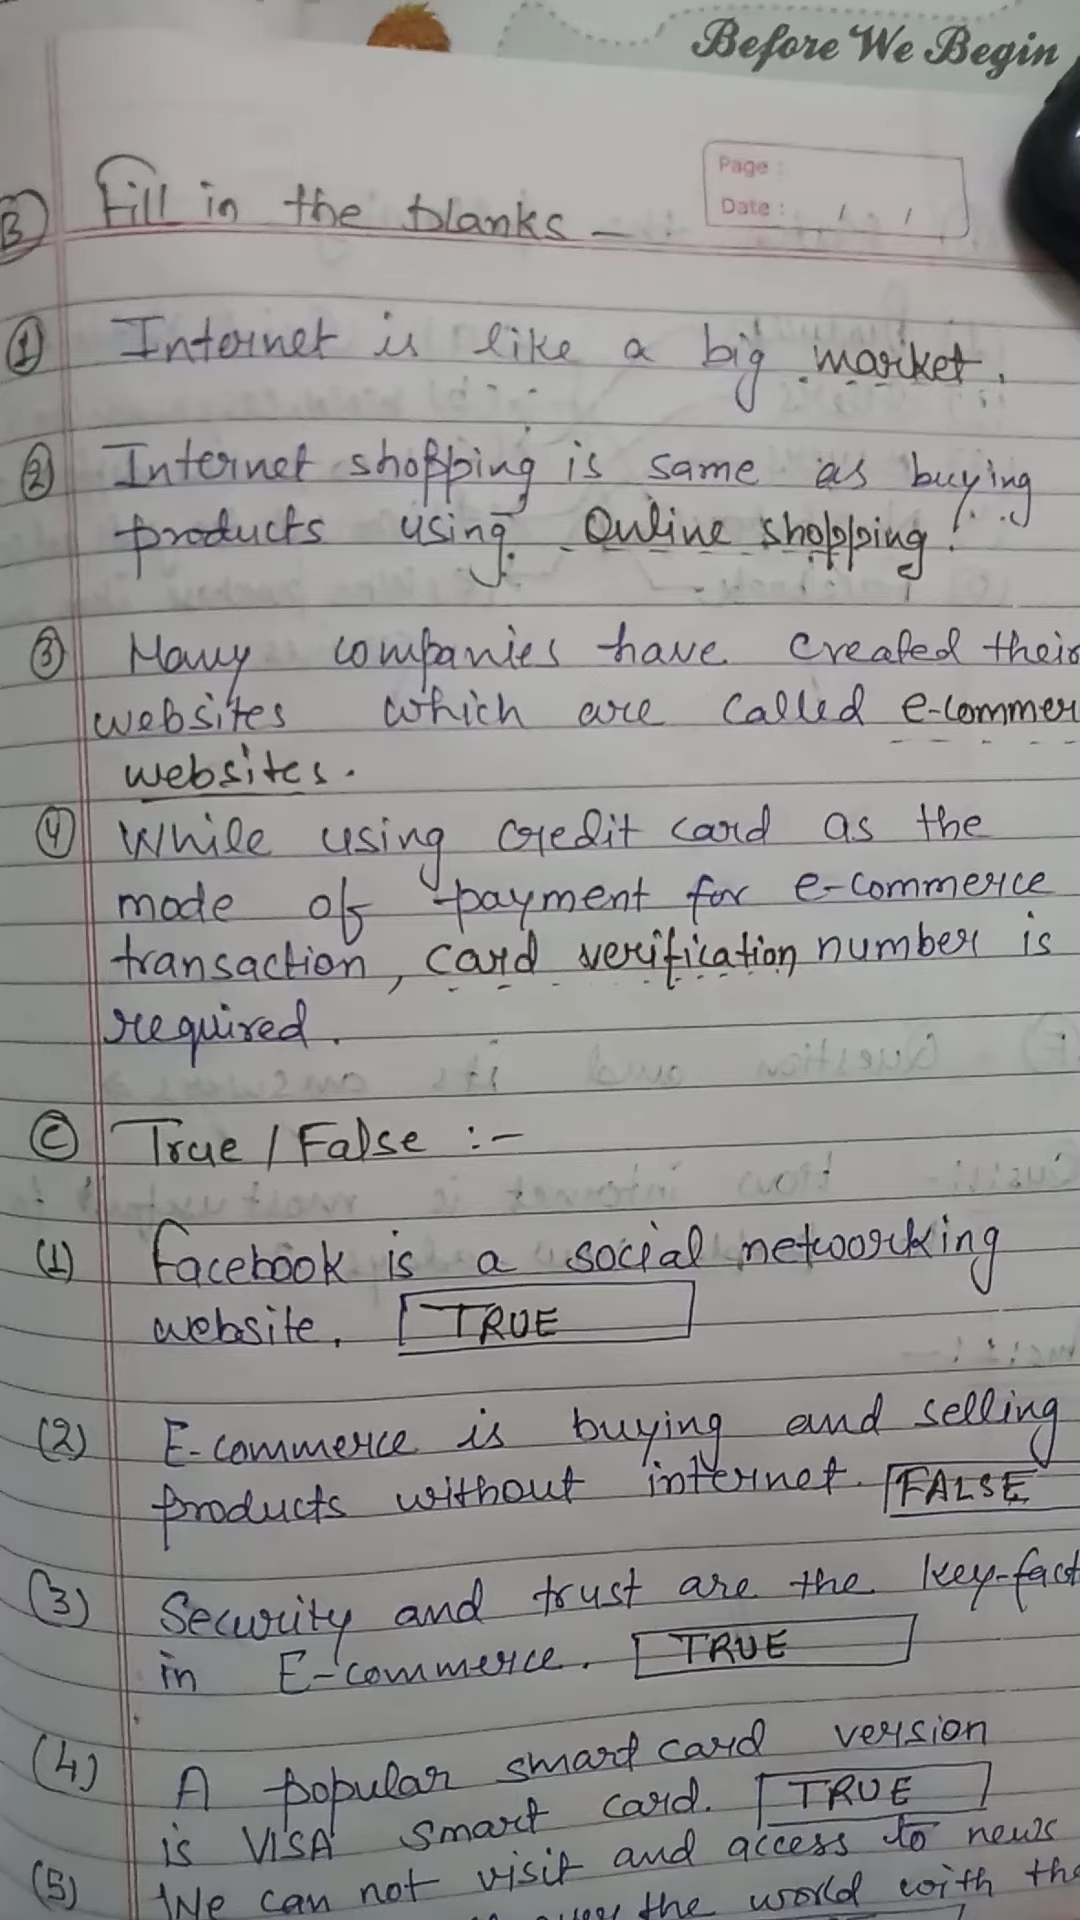 Before We Begin
Page :
Date : / /
B Fill in the blanks -
1 Internet is like a big market.
2 Internet shopping is same as buying
products using Online shopping.
3 Many companies have created their
websites which are called e-commer
websites.
4 While using credit card as the
mode of payment for e-commerce
transaction, card verification number is
required.
C True / False :-
(1) Facebook is a social networking
website. TRUE
(2) E-commerce is buying and selling
products without internet. FALSE
(3) Security and trust are the key-fact
in E-commerce. TRUE
(4) A popular smart card version
is VISA smart card. TRUE
(5) We can not visit and access to news
the world with the